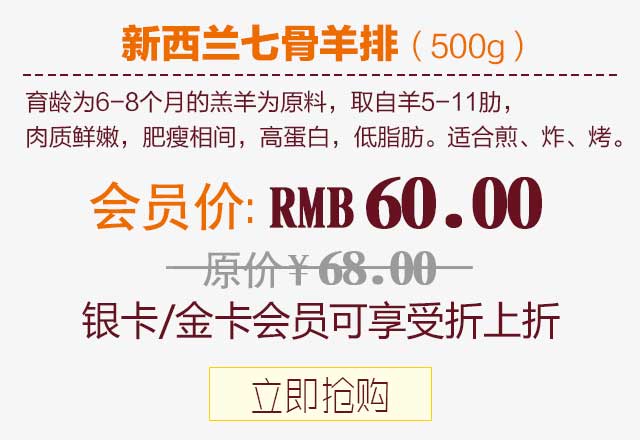 新西兰七骨羊排（500g）
育龄为6-8个月的羔羊为原料，取自羊5-11肋，
肉质鲜嫩，肥瘦相间，高蛋白，低脂肪。适合煎、炸、烤。
会员价: RMB 60.00
原价￥68.00
银卡/金卡会员可享受折上折
立即抢购